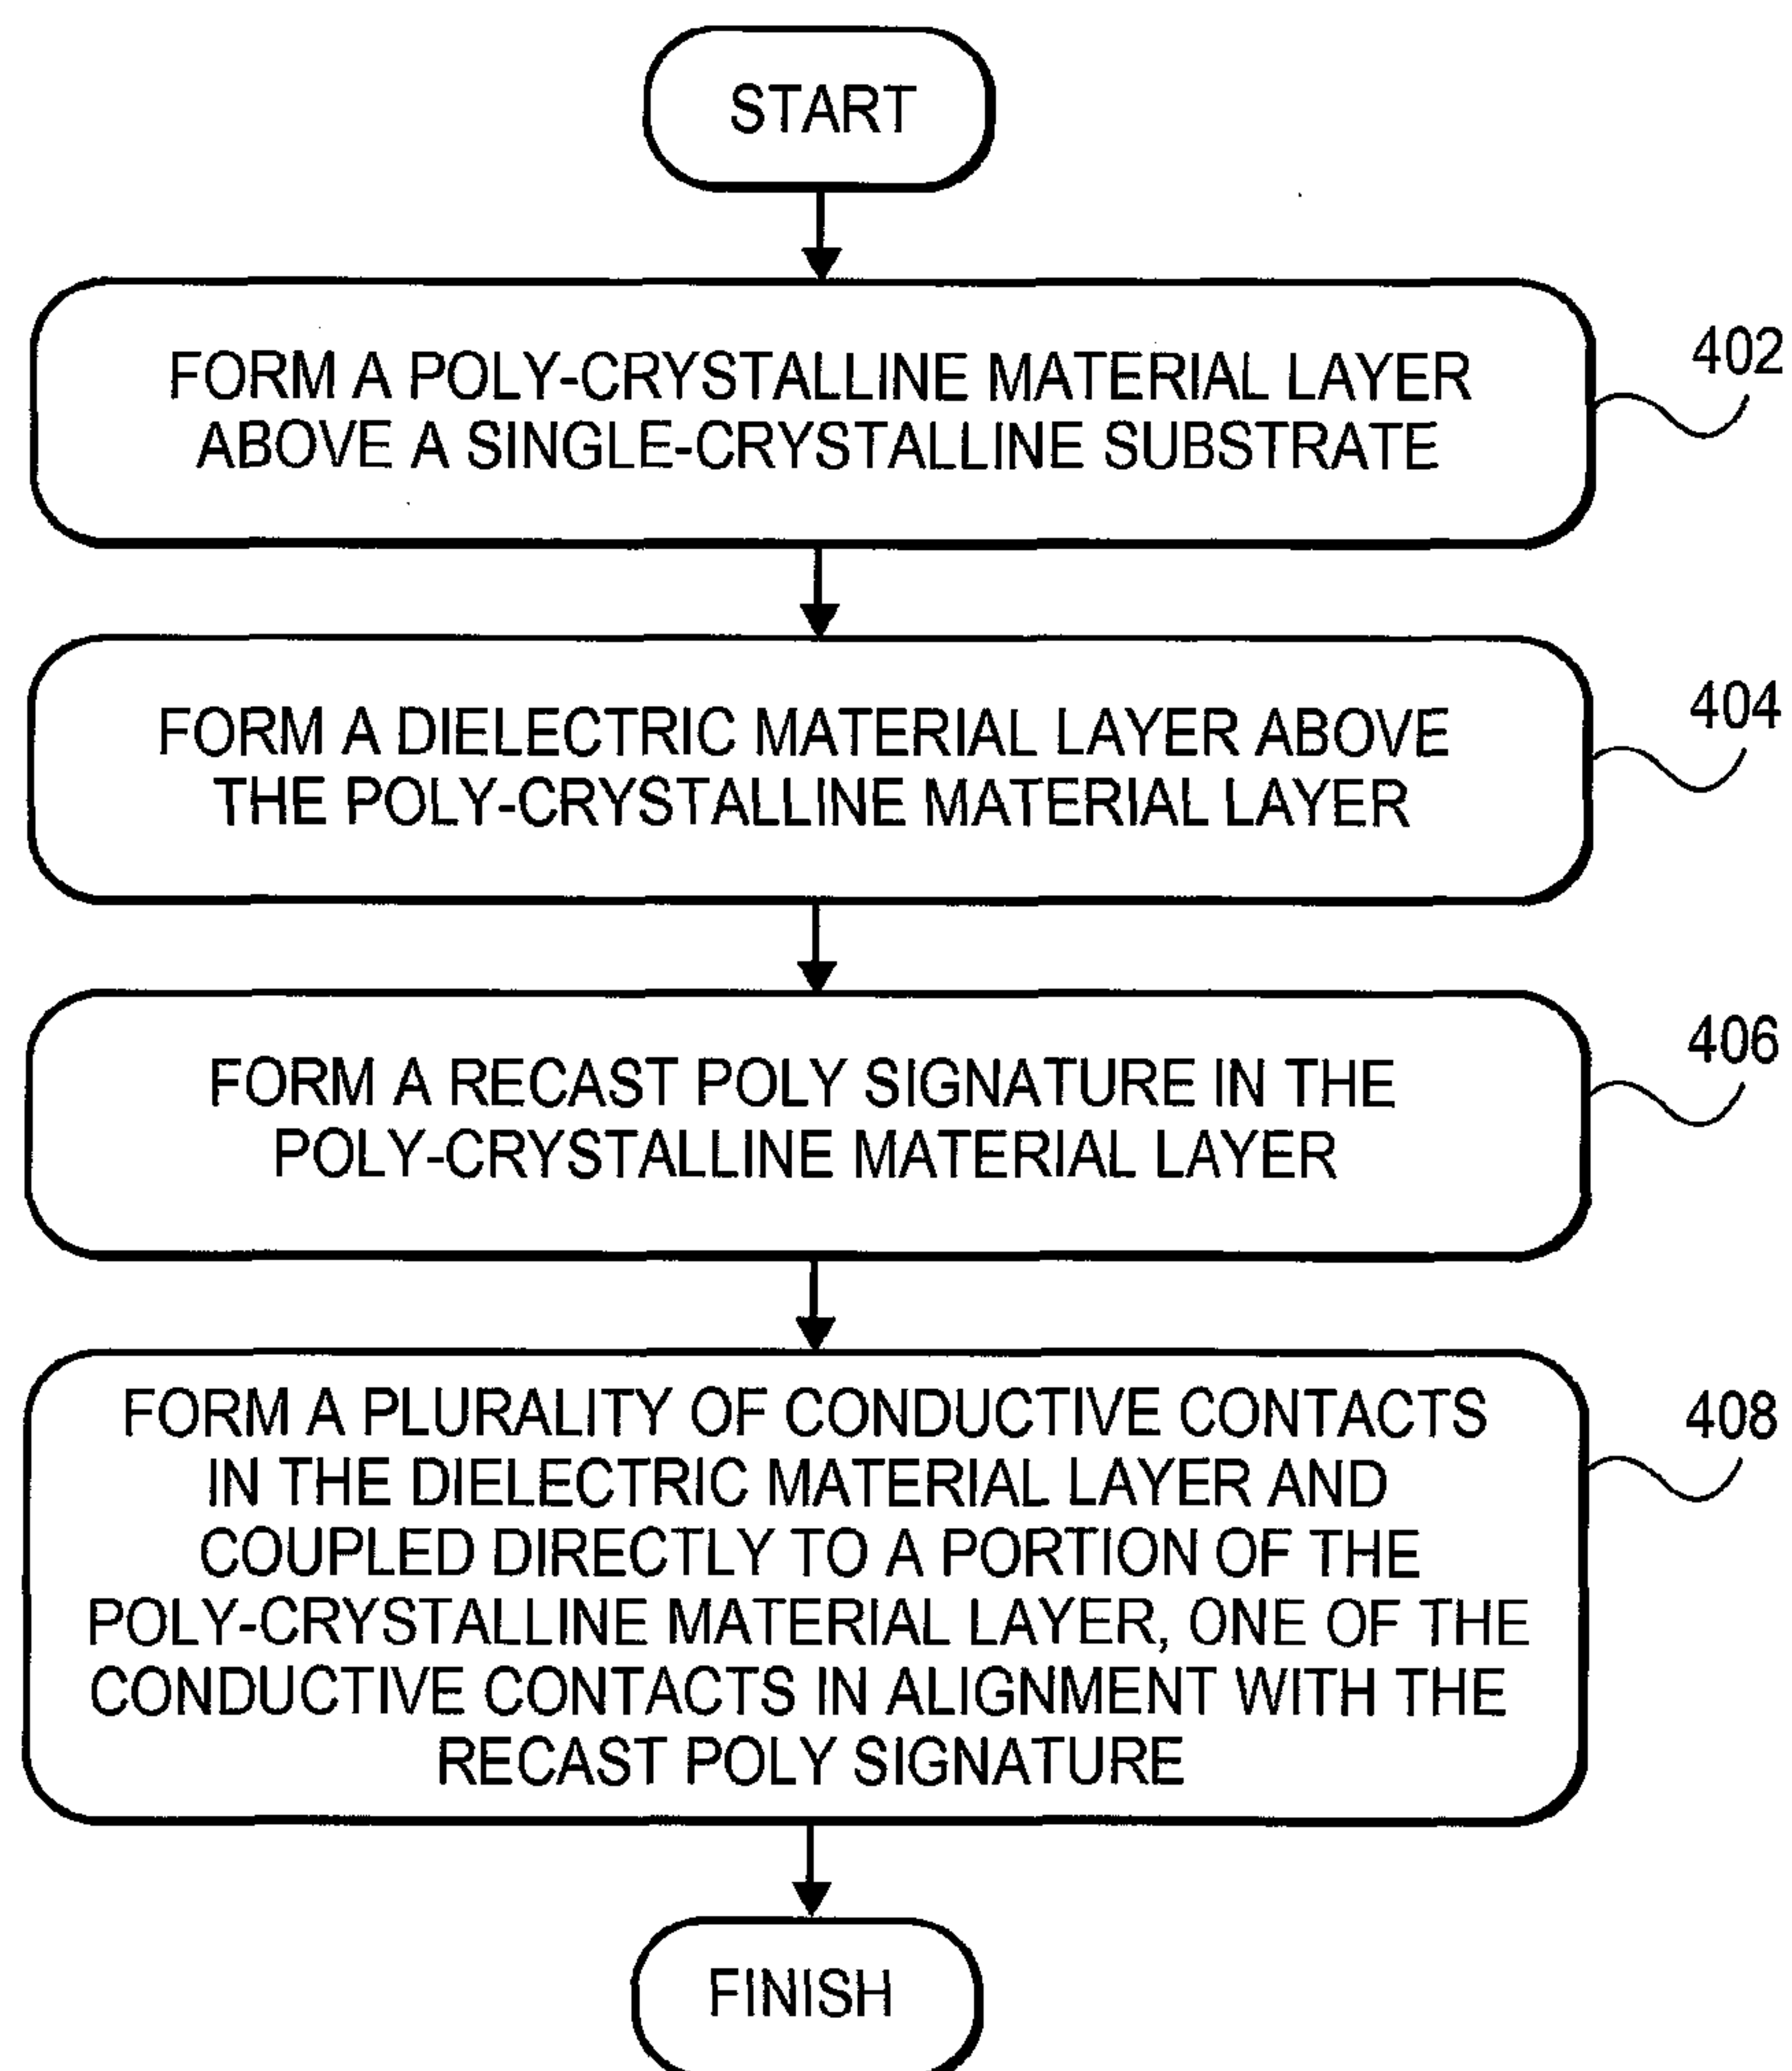 START
FORM A POLY-CRYSTALLINE MATERIAL LAYER
ABOVE A SINGLE-CRYSTALLINE SUBSTRATE
402
FORM A DIELECTRIC MATERIAL LAYER ABOVE
THE POLY-CRYSTALLINE MATERIAL LAYER
404
FORM A RECAST POLY SIGNATURE IN THE
POLY-CRYSTALLINE MATERIAL LAYER
406
FORM A PLURALITY OF CONDUCTIVE CONTACTS
IN THE DIELECTRIC MATERIAL LAYER AND
COUPLED DIRECTLY TO A PORTION OF THE
POLY-CRYSTALLINE MATERIAL LAYER, ONE OF THE
CONDUCTIVE CONTACTS IN ALIGNMENT WITH THE
RECAST POLY SIGNATURE
408
FINISH